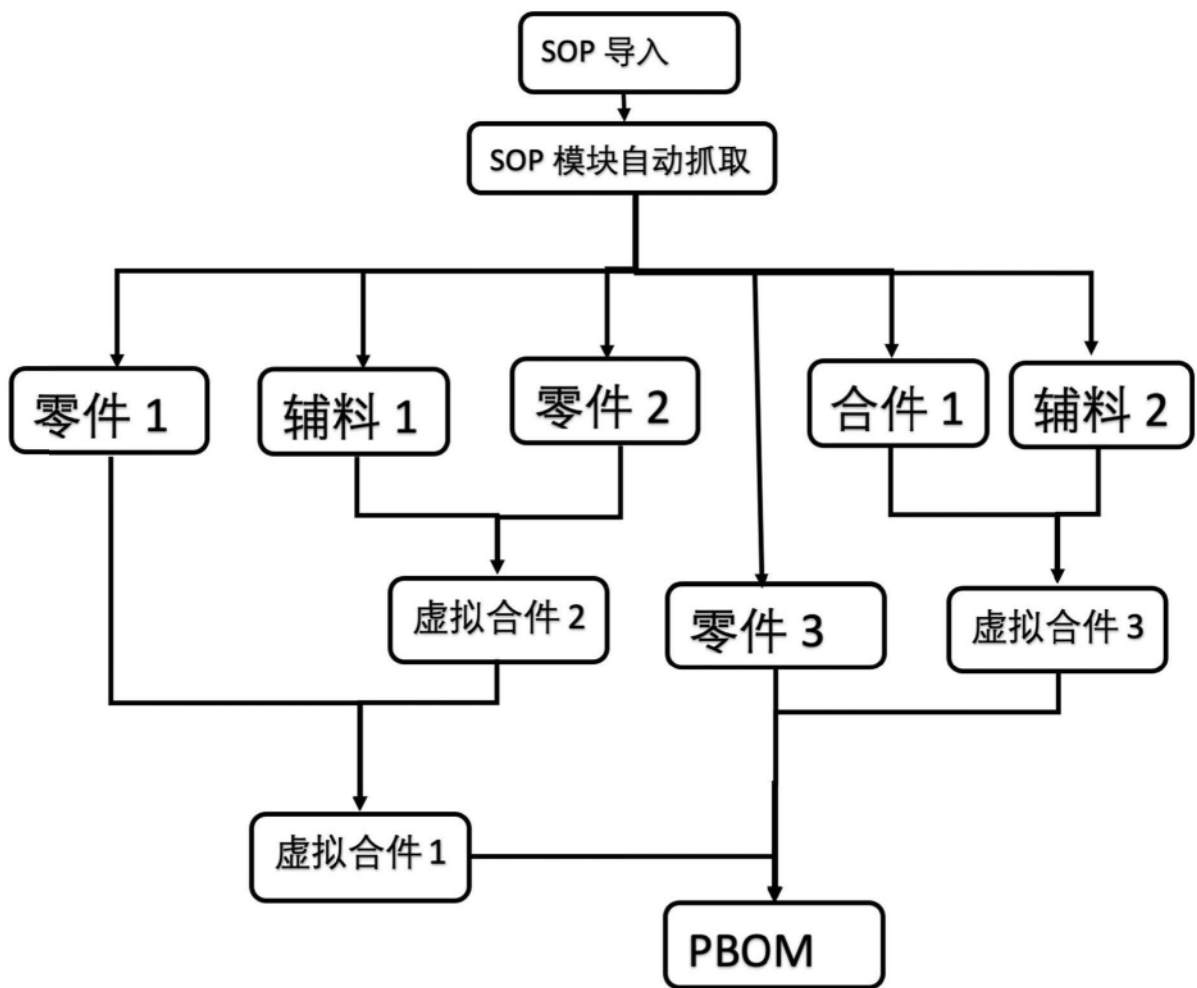 SOP 导入
SOP 模块自动抓取
零件 1
辅料 1
零件 2
合件 1
辅料 2
虚拟合件 2
零件 3
虚拟合件 3
虚拟合件 1
PBOM